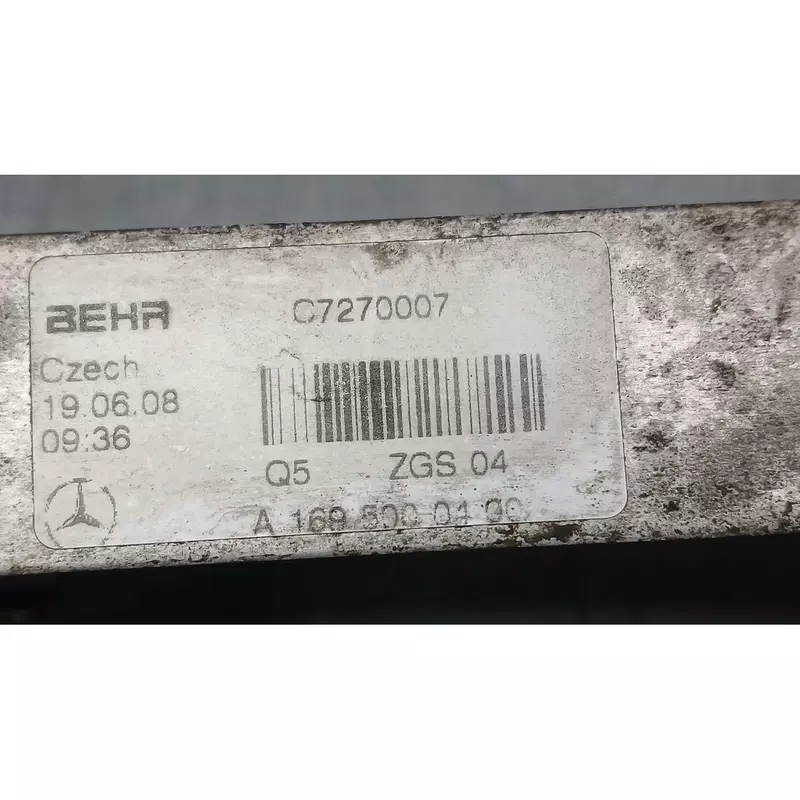 BEHR C7270007
Czech
19.06.08
09:36
Q5 ZGS 04
A 169 500 04 00